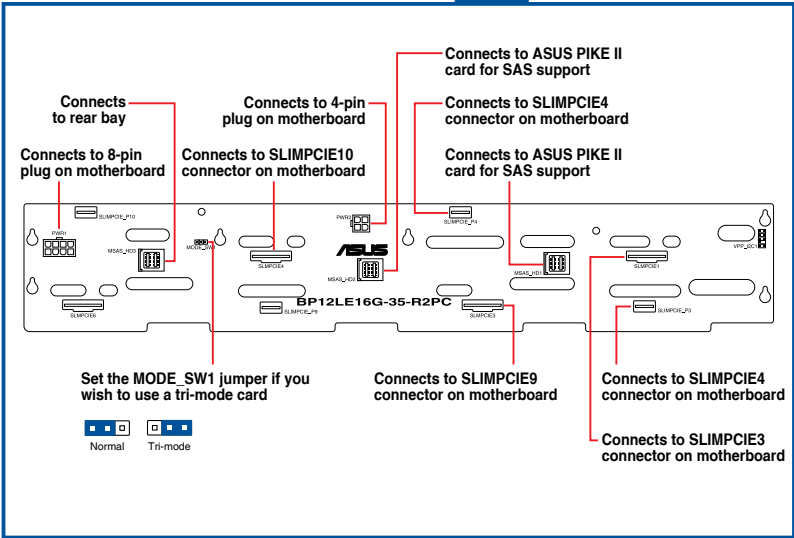 Connects to ASUS PIKE II
card for SAS support
Connects
to rear bay
Connects to 4-pin
plug on motherboard
Connects to SLIMPCIE4
connector on motherboard
Connects to 8-pin
plug on motherboard
Connects to SLIMPCIE10
connector on motherboard
Connects to ASUS PIKE II
card for SAS support
SLIMPCIE_P10
PWR1
MSAS_HD3
MODE_SW1
PWR2
SLIMPCIE_P4
VPP_I2C1
ASUS
SLMPCIE4
MSAS_HD2
MSAS_HD1
SLMPCIE1
BP12LE16G-35-R2PC
SLMPCIE6
SLIMPCIE_P9
SLMPCIE3
SLIMPCIE_P3
Set the MODE_SW1 jumper if you
wish to use a tri-mode card
Normal
Tri-mode
Connects to SLIMPCIE9
connector on motherboard
Connects to SLIMPCIE4
connector on motherboard
Connects to SLIMPCIE3
connector on motherboard